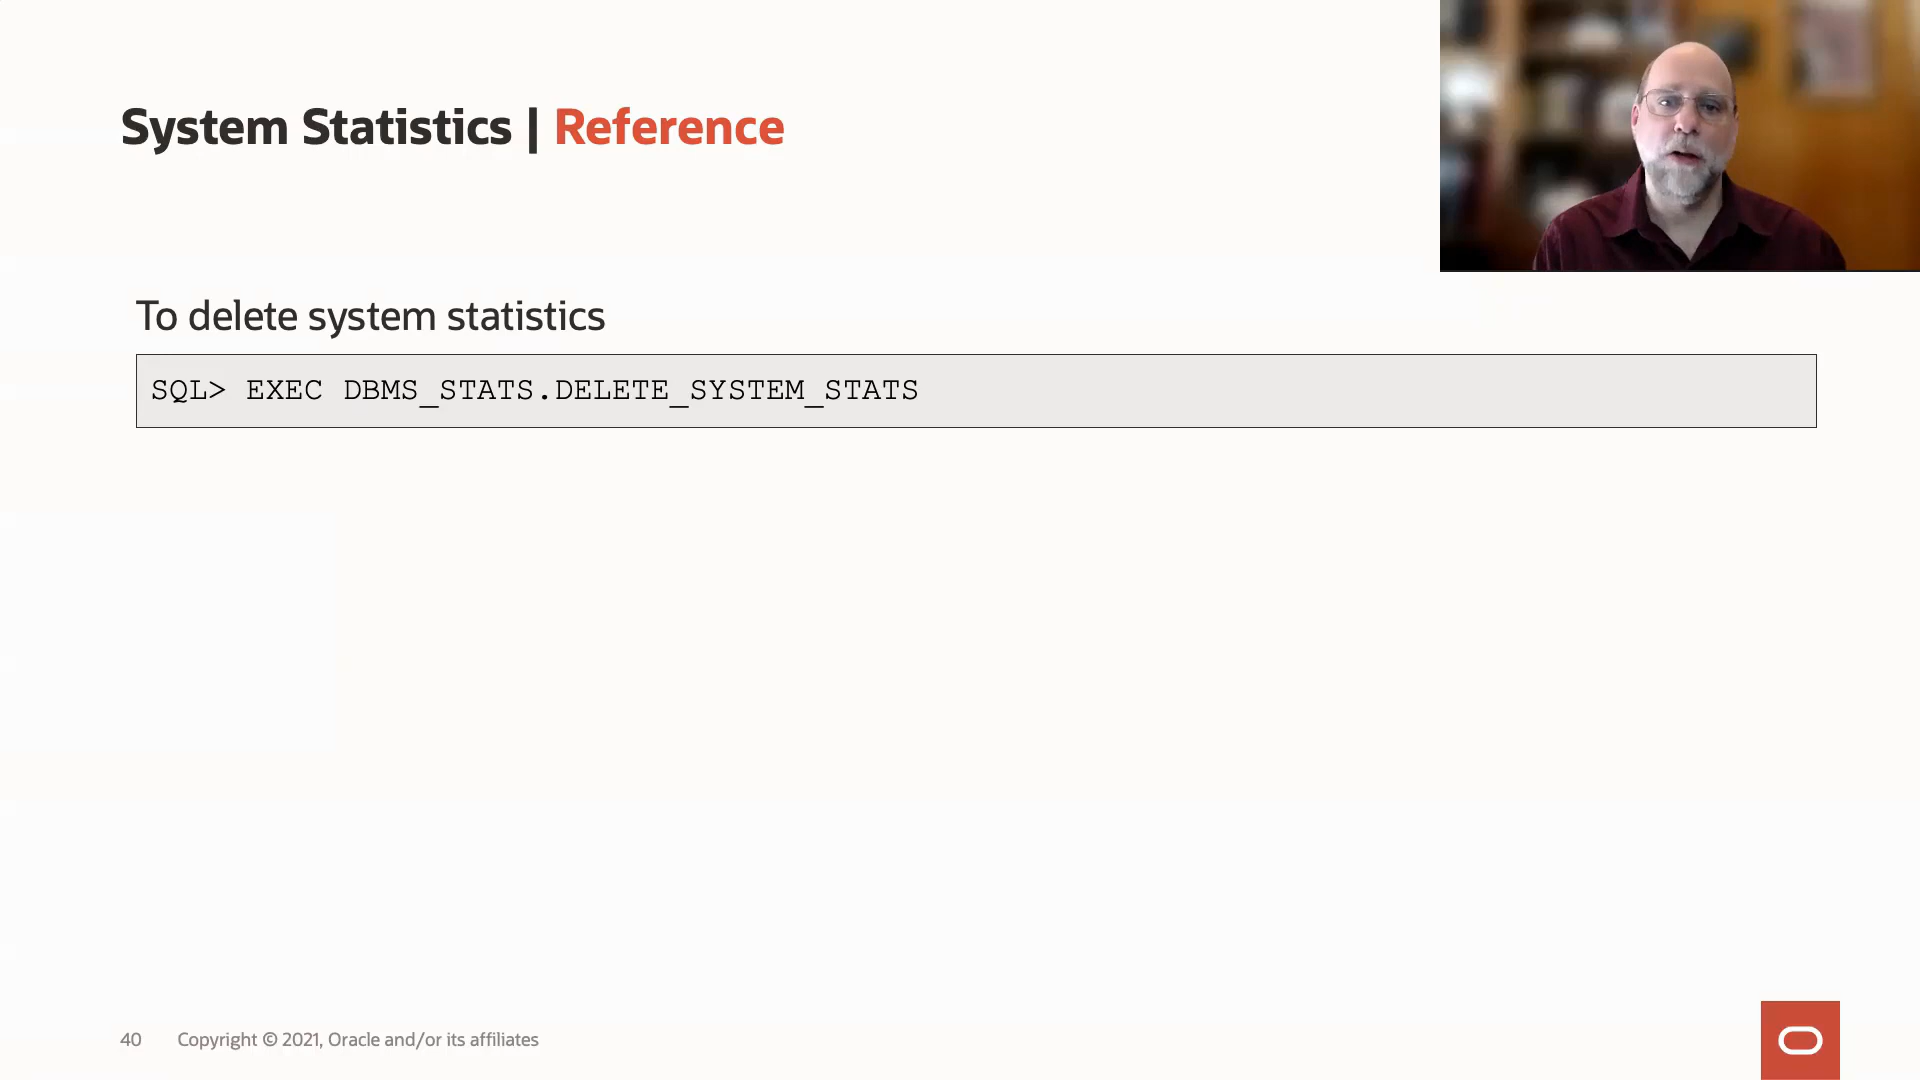 System Statistics | Reference
To delete system statistics
SQL> EXEC DBMS_STATS.DELETE_SYSTEM_STATS
40 Copyright © 2021, Oracle and/or its affiliates